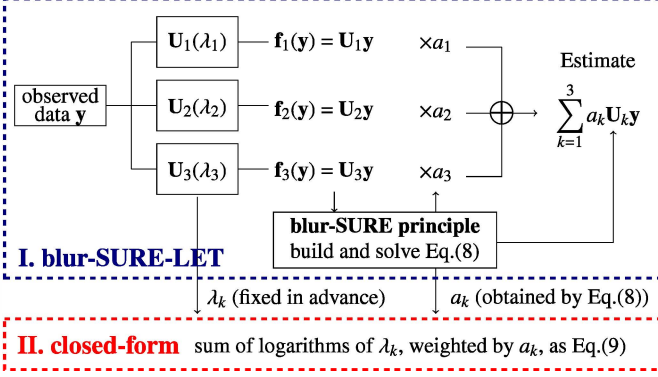 U₁(λ₁) f₁(y) = U₁y ×a₁
observed
data y
U₂(λ₂) f₂(y) = U₂y ×a₂
U₃(λ₃) f₃(y) = U₃y ×a₃
Estimate
3
∑ aₖUₖy
k=1
blur-SURE principle
build and solve Eq.(8)
I. blur-SURE-LET
λₖ (fixed in advance) aₖ (obtained by Eq.(8))
II. closed-form sum of logarithms of λₖ, weighted by aₖ, as Eq.(9)